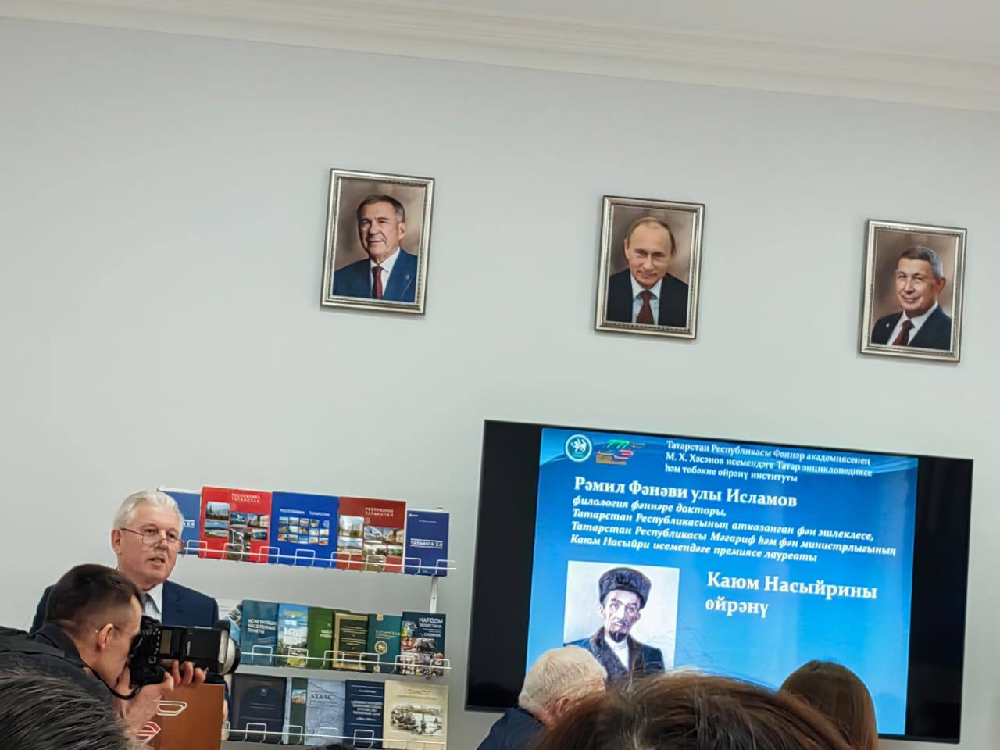 Татарстан Республикасы Фәннәр академиясенең
М. Х. Хәсәнов исемендәге Татар энциклопедиясе
һәм төбәкне өйрәнү институты
Рәмил Фәнәви улы Исламов
филология фәннәре докторы,
Татарстан Республикасының атказанган фән эшлеклесе,
Татарстан Республикасы Мәгариф һәм фән министрлыгының
Каюм Насыйри исемендәге премиясе лауреаты
Каюм Насыйрины
өйрәнү
РЕСПУБЛИКА
ТАТАРСТАН
РЕСПУБЛИКА ТАТАРСТАН
РЕСПУБЛИКА
ТАТАРСТАН
TATARICA 2.0
ИСЧЕЗНУВШИЕ
НАСЕЛЕННЫЕ
ПУНКТЫ
НАРОДЫ
ТАТАРСТАНА
АТЛАС